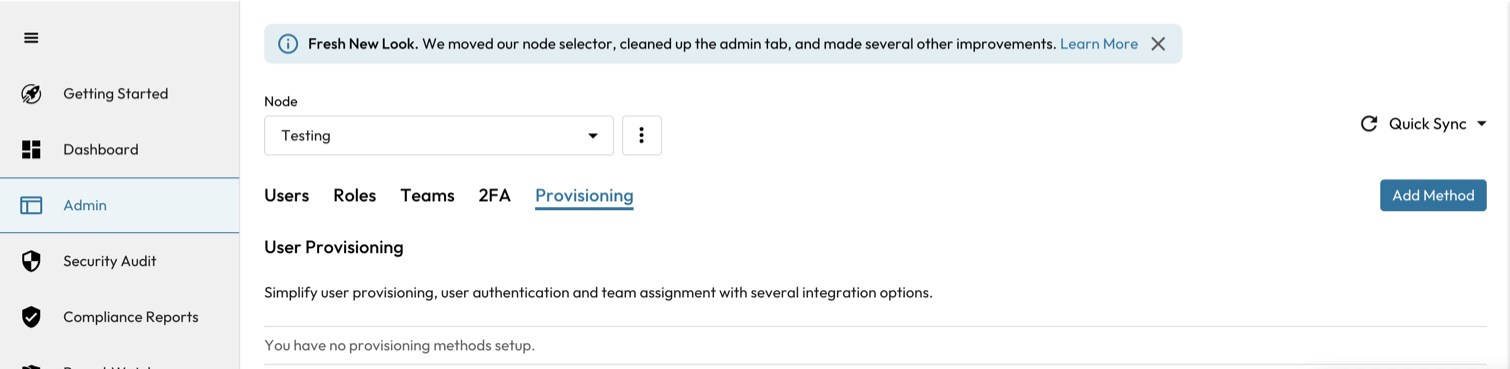 Fresh New Look. We moved our node selector, cleaned up the admin tab, and made several other improvements. Learn More
Getting Started
Dashboard
Admin
Security Audit
Compliance Reports
Node
Testing
Quick Sync
Users Roles Teams 2FA Provisioning
Add Method
User Provisioning
Simplify user provisioning, user authentication and team assignment with several integration options.
You have no provisioning methods setup.